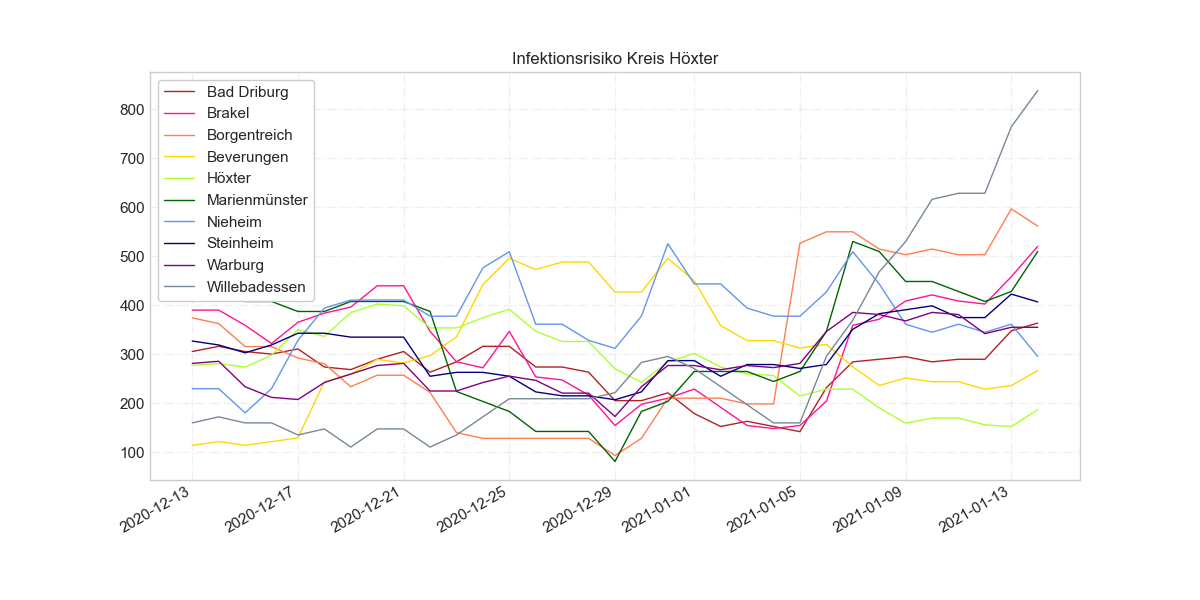 Infektionsrisiko Kreis Höxter
Bad Driburg
Brakel
Borgentreich
Beverungen
Höxter
Marienmünster
Nieheim
Steinheim
Warburg
Willebadessen
800
700
600
500
400
300
200
100
2020-12-13
2020-12-17
2020-12-21
2020-12-25
2020-12-29
2021-01-01
2021-01-05
2021-01-09
2021-01-13